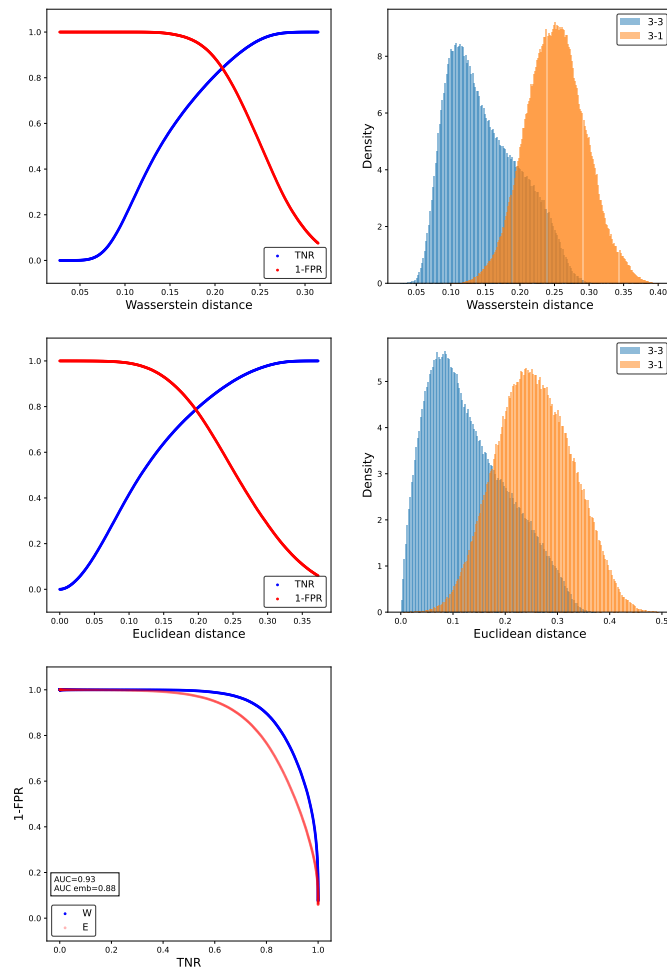 1.0
0.8
0.6
0.4
0.2
0.0
0.05 0.10 0.15 0.20 0.25 0.30
Wasserstein distance
TNR
1-FPR
8
6
4
2
0
Density
0.05 0.10 0.15 0.20 0.25 0.30 0.35 0.40
Wasserstein distance
3-3
3-1
1.0
0.8
0.6
0.4
0.2
0.0
0.00 0.05 0.10 0.15 0.20 0.25 0.30 0.35
Euclidean distance
TNR
1-FPR
5
4
3
2
1
0
Density
0.0 0.1 0.2 0.3 0.4 0.5
Euclidean distance
3-3
3-1
1.0
0.8
0.6
0.4
0.2
0.0
1-FPR
AUC=0.93
AUC emb=0.88
W
E
0.0 0.2 0.4 0.6 0.8 1.0
TNR